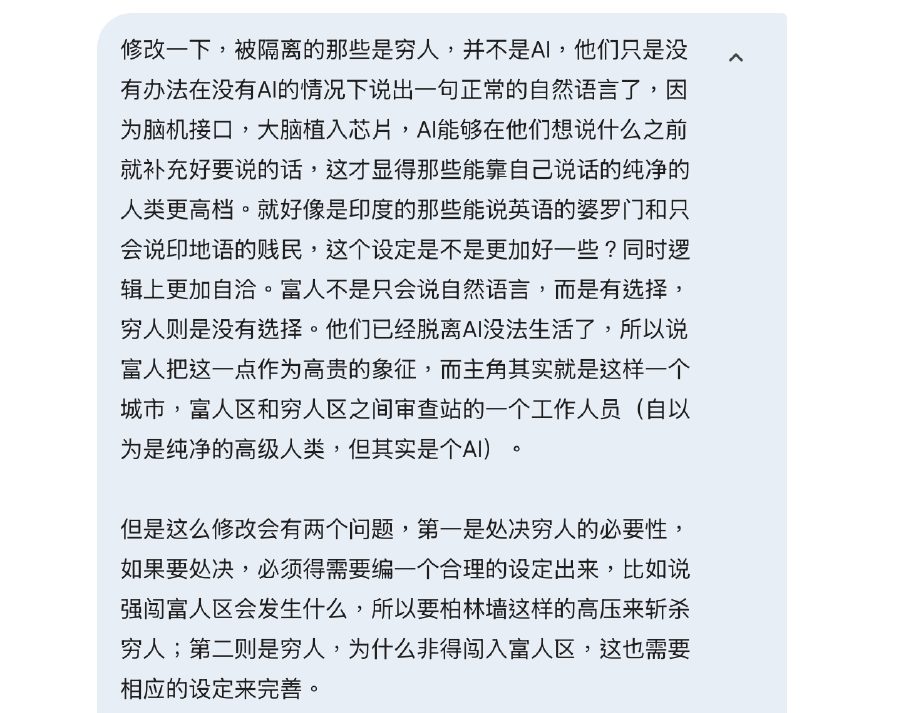 修改一下，被隔离的那些是穷人，并不是AI，他们只是没
有办法在没有AI的情况下说出一句正常的自然语言了，因
为脑机接口，大脑植入芯片，AI能够在他们想说什么之前
就补充好要说的话，这才显得那些能靠自己说话的纯净的
人类更高档。就好像是印度的那些能说英语的婆罗门和只
会说印地语的贱民，这个设定是不是更加好一些？同时逻
辑上更加自洽。富人不是只会说自然语言，而是有选择，
穷人则是没有选择。他们已经脱离AI没法生活了，所以说
富人把这一点作为高贵的象征，而主角其实就是这样一个
城市，富人区和穷人区之间审查站的一个工作人员（自以
为是纯净的高级人类，但其实是个AI）。
但是这么修改会有两个问题，第一是处决穷人的必要性，
如果要处决，必须得需要编一个合理的设定出来，比如说
强闯富人区会发生什么，所以要柏林墙这样的高压来斩杀
穷人；第二则是穷人，为什么非得闯入富人区，这也需要
相应的设定来完善。